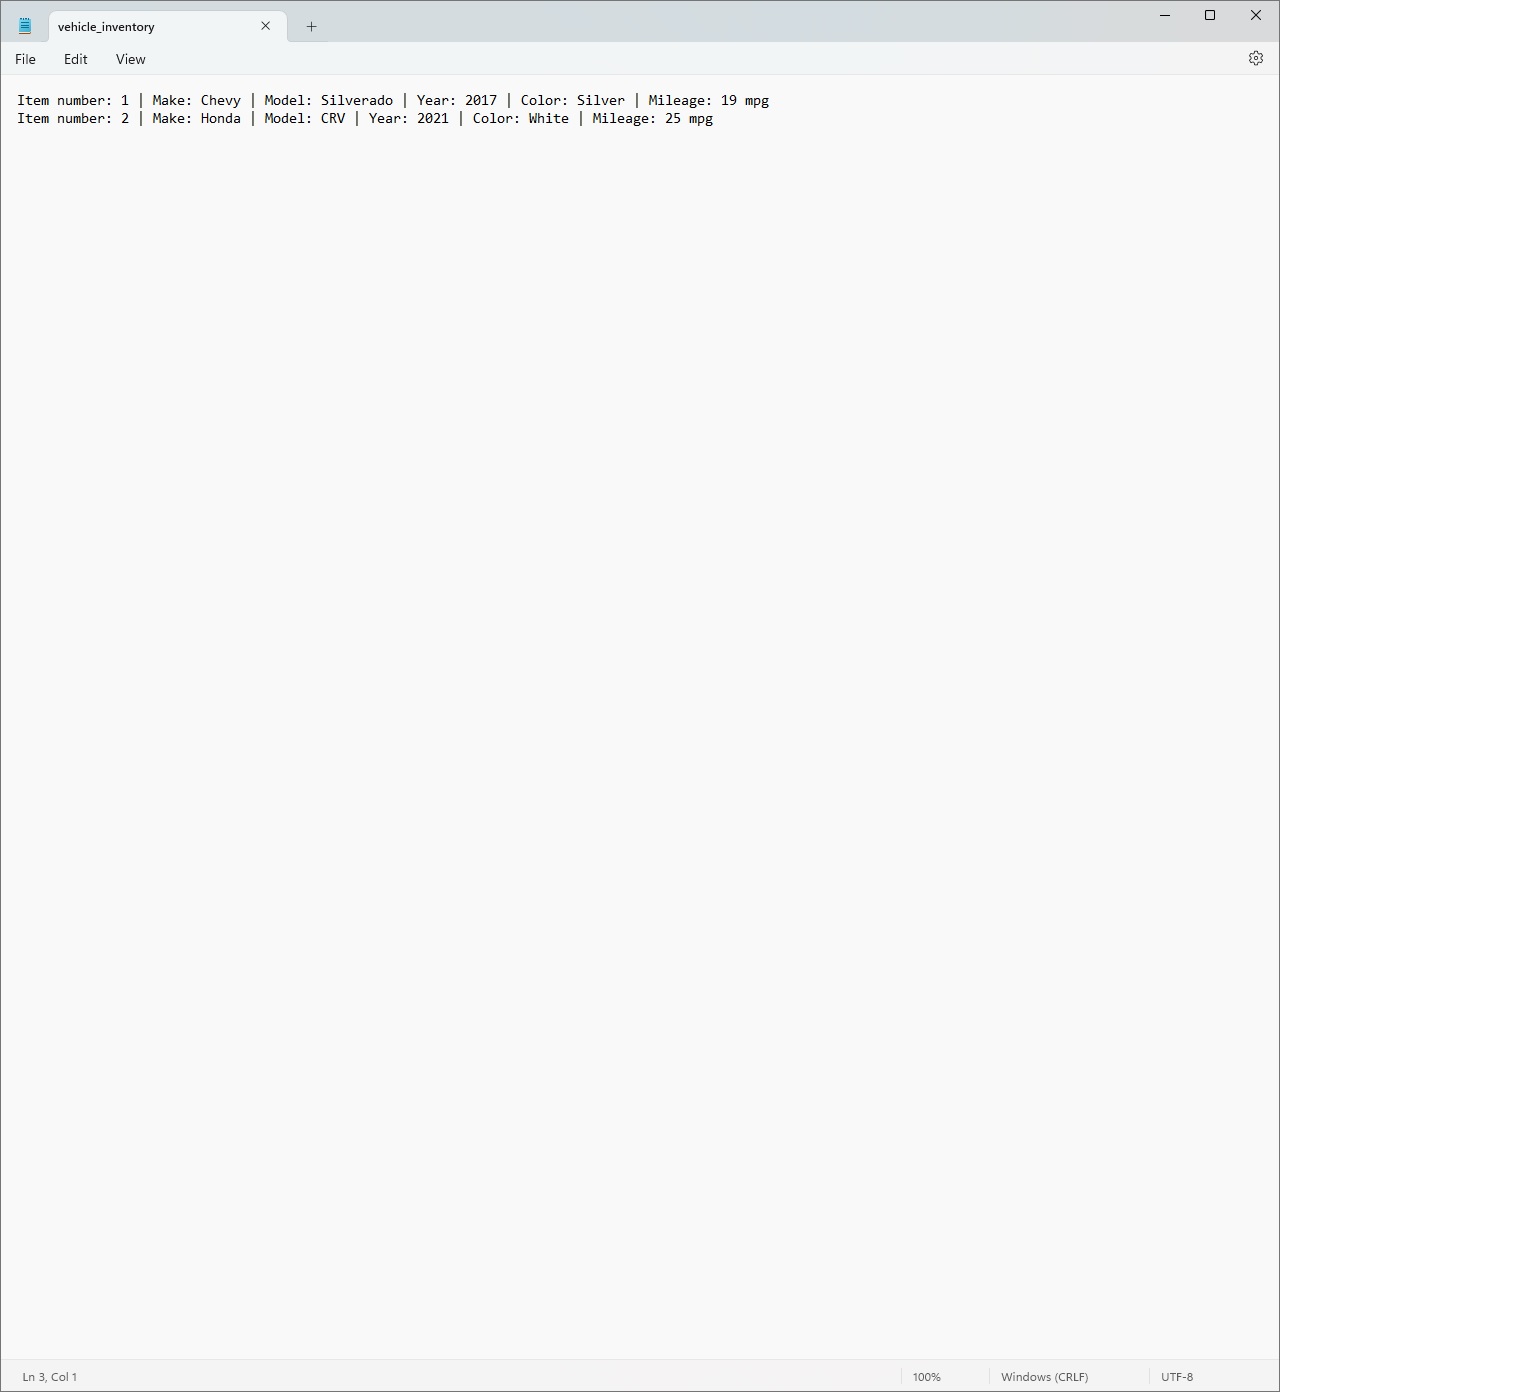 vehicle_inventory
File Edit View
Item number: 1 | Make: Chevy | Model: Silverado | Year: 2017 | Color: Silver | Mileage: 19 mpg
Item number: 2 | Make: Honda | Model: CRV | Year: 2021 | Color: White | Mileage: 25 mpg
Ln 3, Col 1 100% Windows (CRLF) UTF-8